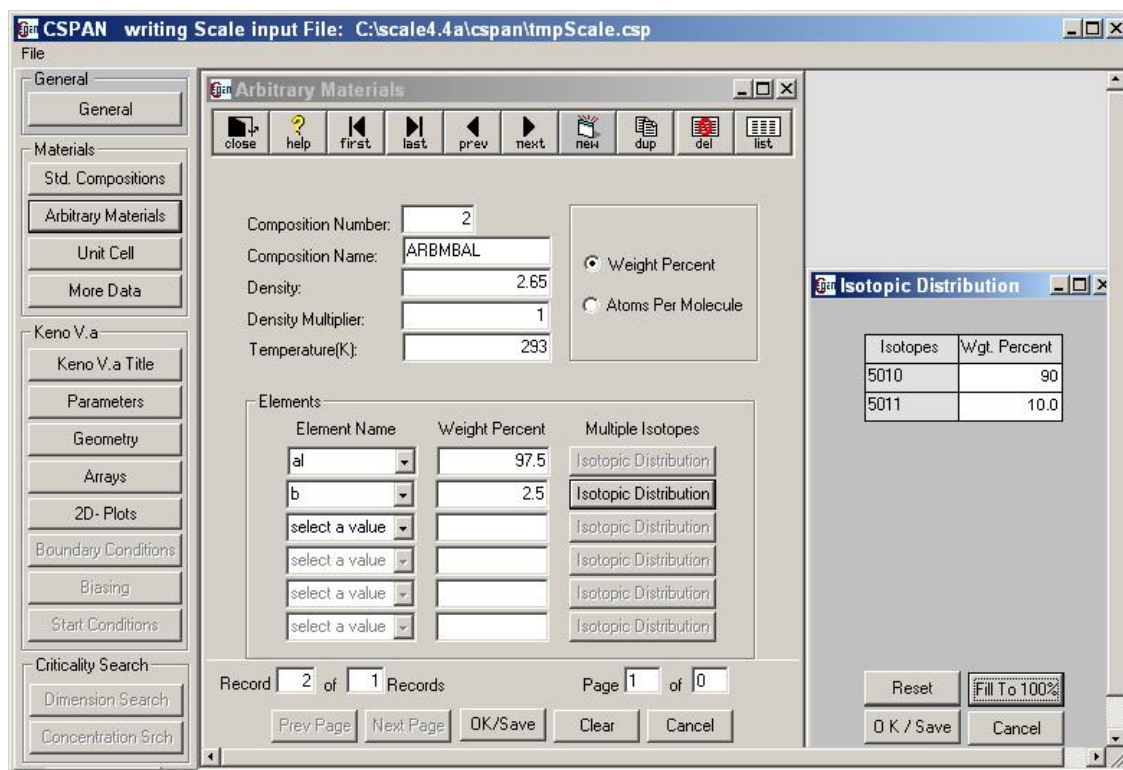 CSPAN writing Scale input File: C:\scale4.4a\cspan\tmpScale.csp
File
General
General
Materials
Std. Compositions
Arbitrary Materials
Unit Cell
More Data
Keno V.a
Keno V.a Title
Parameters
Geometry
Arrays
2D- Plots
Boundary Conditions
Biasing
Start Conditions
Criticality Search
Dimension Search
Concentration Srch
Arbitrary Materials
close help first last prev next new dup del list
Composition Number: 2
Composition Name: ARBMBAL
Density: 2.65
Density Multiplier: 1
Temperature(K): 293
Weight Percent
Atoms Per Molecule
Elements
Element Name Weight Percent Multiple Isotopes
al 97.5 Isotopic Distribution
b 2.5 Isotopic Distribution
select a value Isotopic Distribution
select a value Isotopic Distribution
select a value Isotopic Distribution
select a value Isotopic Distribution
Record 2 of 1 Records Page 1 of 0
Prev Page Next Page OK/Save Clear Cancel
Isotopic Distribution
Isotopes Wgt. Percent
5010 90
5011 10.0
Reset Fill To 100%
O K / Save Cancel